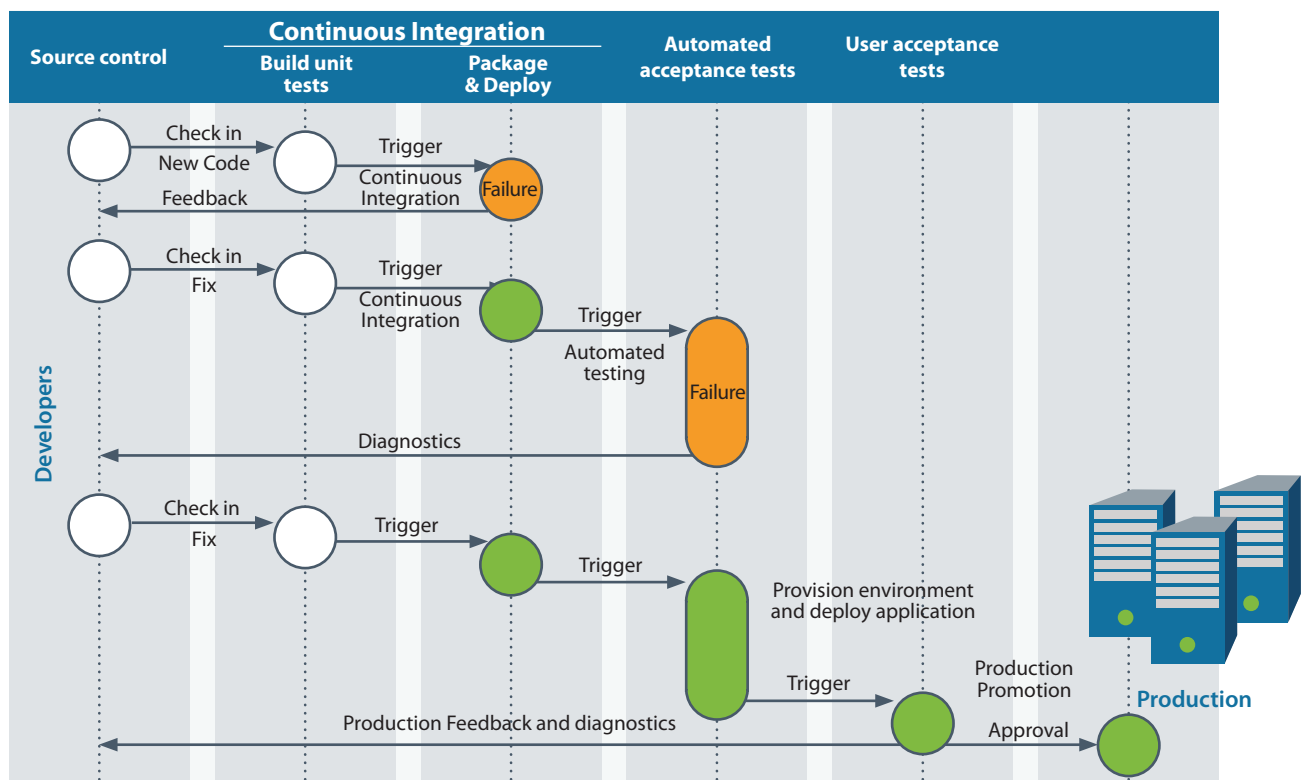 Continuous Integration
Source control
Build unit
tests
Package
& Deploy
Automated
acceptance tests
User acceptance
tests
Check in
New Code
Trigger
Continuous
Integration
Failure
Feedback
Check in
Fix
Trigger
Continuous
Integration
Trigger
Automated
testing
Failure
Developers
Diagnostics
Check in
Fix
Trigger
Trigger
Provision environment
and deploy application
Trigger
Production
Promotion
Production
Production Feedback and diagnostics
Approval